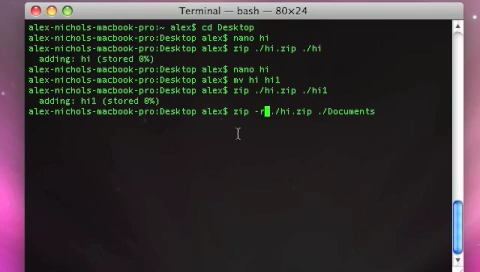 Terminal — bash — 80×24
alex-nichols-macbook-pro:~ alex$ cd Desktop
alex-nichols-macbook-pro:Desktop alex$ nano hi
alex-nichols-macbook-pro:Desktop alex$ zip ./hi.zip ./hi
adding: hi (stored 0%)
alex-nichols-macbook-pro:Desktop alex$ nano hi
alex-nichols-macbook-pro:Desktop alex$ mv hi hi1
alex-nichols-macbook-pro:Desktop alex$ zip ./hi.zip ./hi1
adding: hi1 (stored 0%)
alex-nichols-macbook-pro:Desktop alex$ zip -r ./hi.zip ./Documents